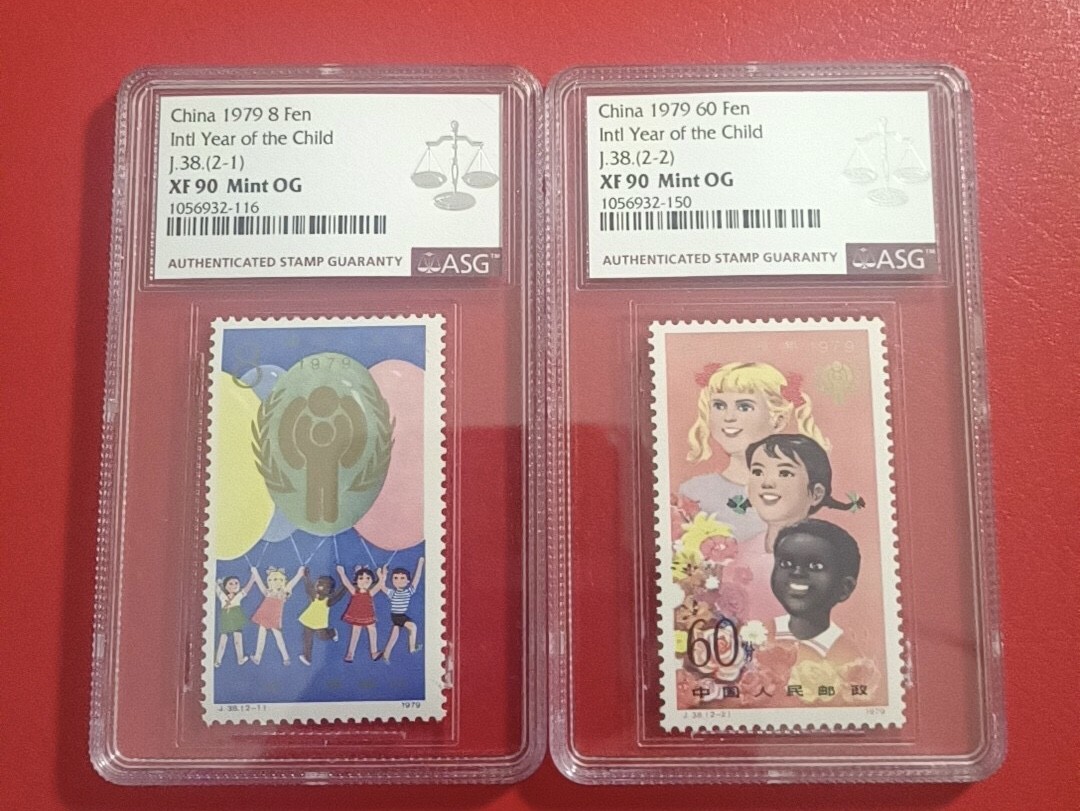 China 1979 8 Fen
Intl Year of the Child
J.38.(2-1)
XF 90 Mint OG
1056932-116
AUTHENTICATED STAMP GUARANTY
ASG™
8
1979
J.38.(2-1)
1979
China 1979 60 Fen
Intl Year of the Child
J.38.(2-2)
XF 90 Mint OG
1056932-150
AUTHENTICATED STAMP GUARANTY
ASG™
1979
60
中国人民邮政
J.38.(2-2)
1979